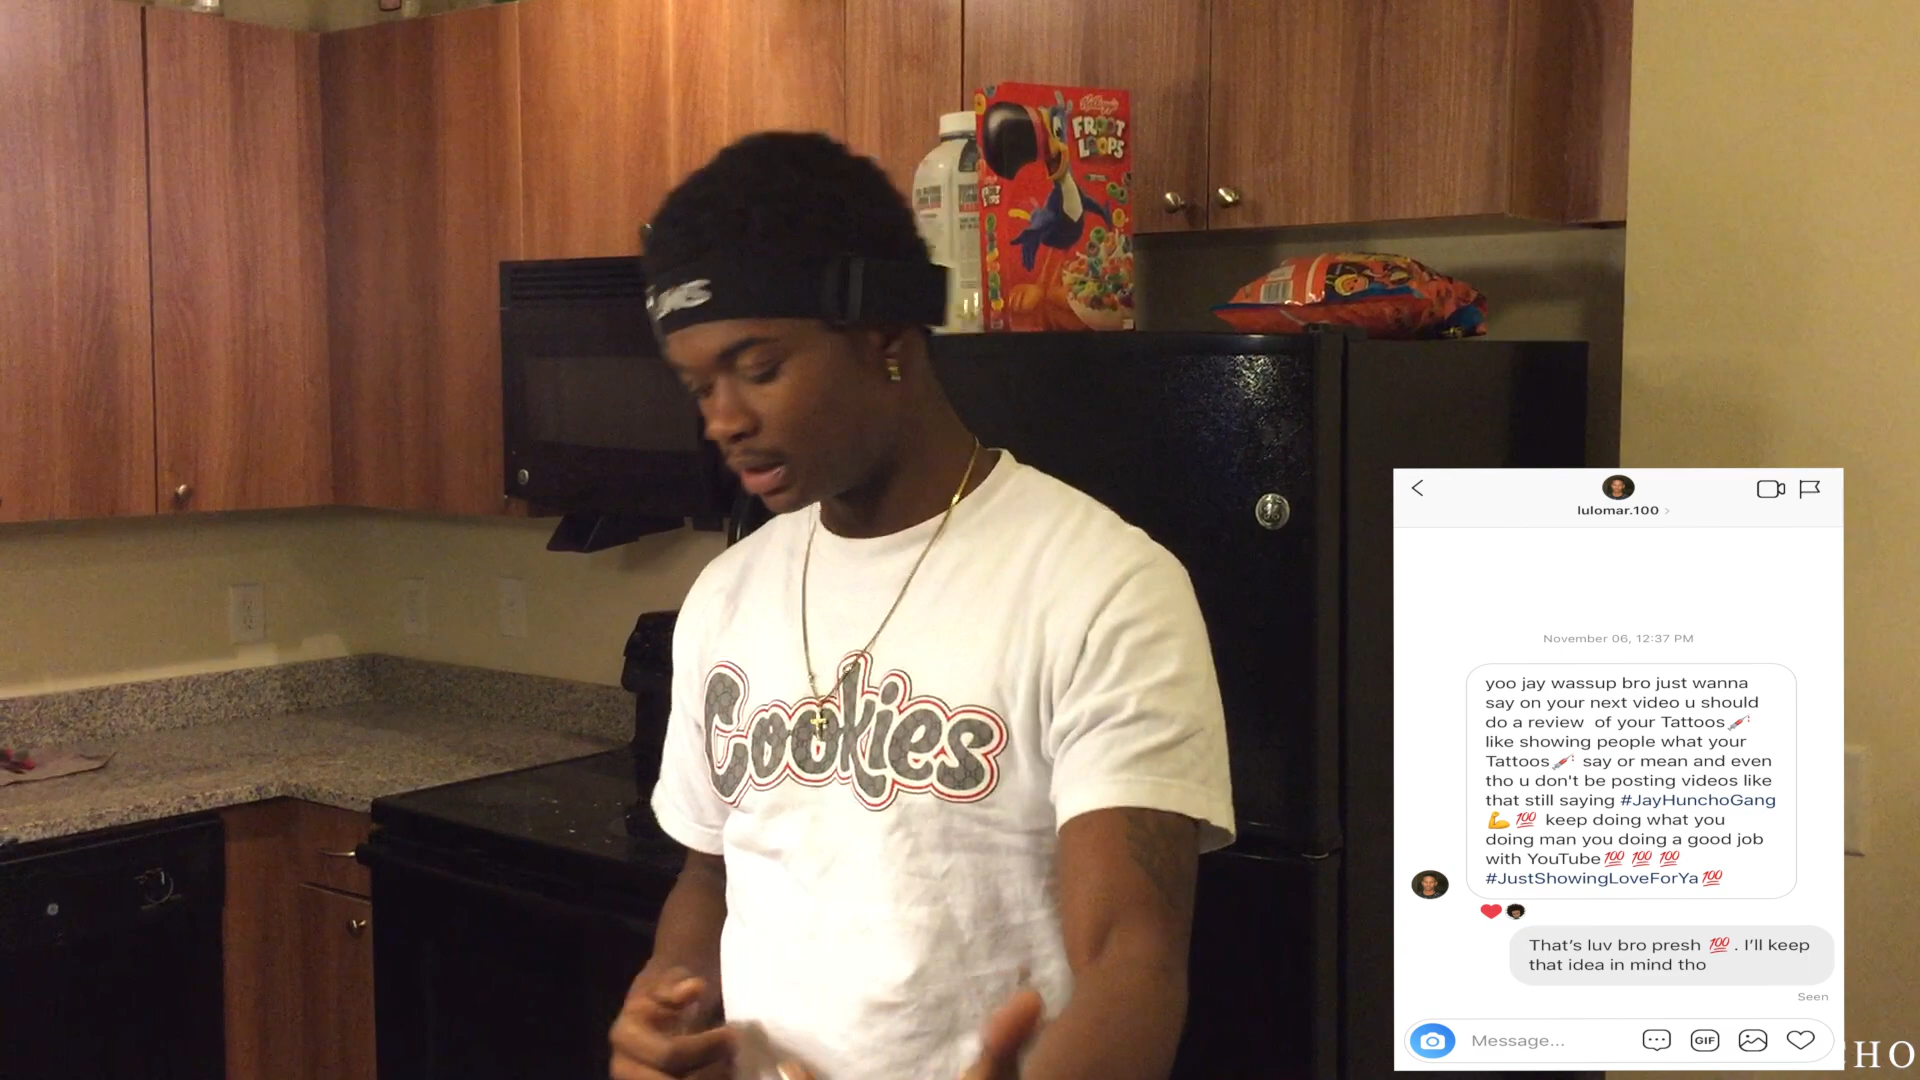 Kellogg's
FROOT
LOOPS
Cookies
lulomar.100 >
November 06, 12:37 PM
yoo jay wassup bro just wanna
say on your next video u should
do a review of your Tattoos💉
like showing people what your
Tattoos💉 say or mean and even
tho u don't be posting videos like
that still saying #JayHunchoGang
💪💯 keep doing what you
doing man you doing a good job
with YouTube💯 💯 💯
#JustShowingLoveForYa💯
That's luv bro presh 💯 . I'll keep
that idea in mind tho
Seen
Message...
GIF
HO